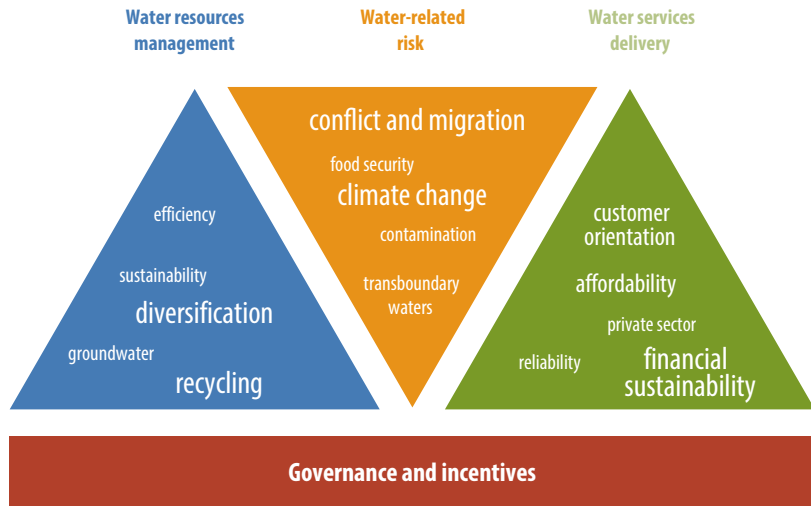 Water resources
management
Water-related
risk
Water services
delivery
efficiency
sustainability
diversification
groundwater
recycling
conflict and migration
food security
climate change
contamination
transboundary
waters
customer
orientation
affordability
private sector
reliability
financial
sustainability
Governance and incentives